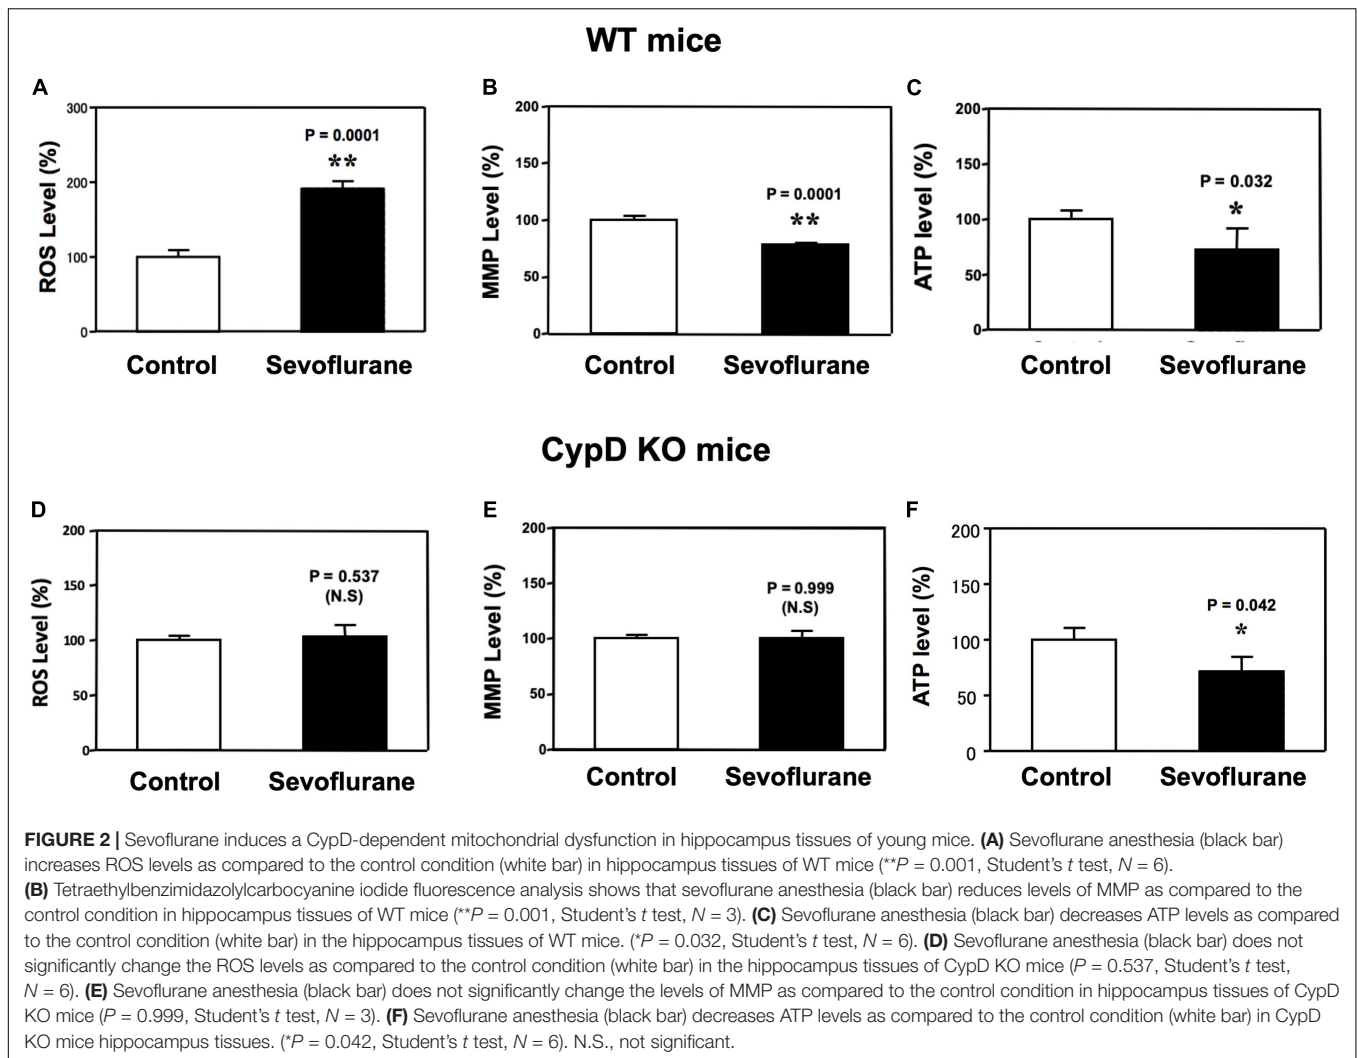 WT mice
A
300
200
100
0
ROS Level (%)
P = 0.0001
**
Control Sevoflurane
B
200
150
100
50
0
MMP Level (%)
P = 0.0001
**
Control Sevoflurane
C
200
150
100
50
0
ATP level (%)
P = 0.032
*
Control Sevoflurane
CypD KO mice
D
200
150
100
50
0
ROS Level (%)
P = 0.537
(N.S)
Control Sevoflurane
E
200
150
100
50
0
MMP Level (%)
P = 0.999
(N.S)
Control Sevoflurane
F
200
150
100
50
0
ATP level (%)
P = 0.042
*
Control Sevoflurane
FIGURE 2 | Sevoflurane induces a CypD-dependent mitochondrial dysfunction in hippocampus tissues of young mice. (A) Sevoflurane anesthesia (black bar)
increases ROS levels as compared to the control condition (white bar) in hippocampus tissues of WT mice (**P = 0.001, Student's t test, N = 6).
(B) Tetraethylbenzimidazolylcarbocyanine iodide fluorescence analysis shows that sevoflurane anesthesia (black bar) reduces levels of MMP as compared to the
control condition in hippocampus tissues of WT mice (**P = 0.001, Student's t test, N = 3). (C) Sevoflurane anesthesia (black bar) decreases ATP levels as compared
to the control condition (white bar) in the hippocampus tissues of WT mice. (*P = 0.032, Student's t test, N = 6). (D) Sevoflurane anesthesia (black bar) does not
significantly change the ROS levels as compared to the control condition (white bar) in the hippocampus tissues of CypD KO mice (P = 0.537, Student's t test,
N = 6). (E) Sevoflurane anesthesia (black bar) does not significantly change the levels of MMP as compared to the control condition in hippocampus tissues of CypD
KO mice (P = 0.999, Student's t test, N = 3). (F) Sevoflurane anesthesia (black bar) decreases ATP levels as compared to the control condition (white bar) in CypD
KO mice hippocampus tissues. (*P = 0.042, Student's t test, N = 6). N.S., not significant.